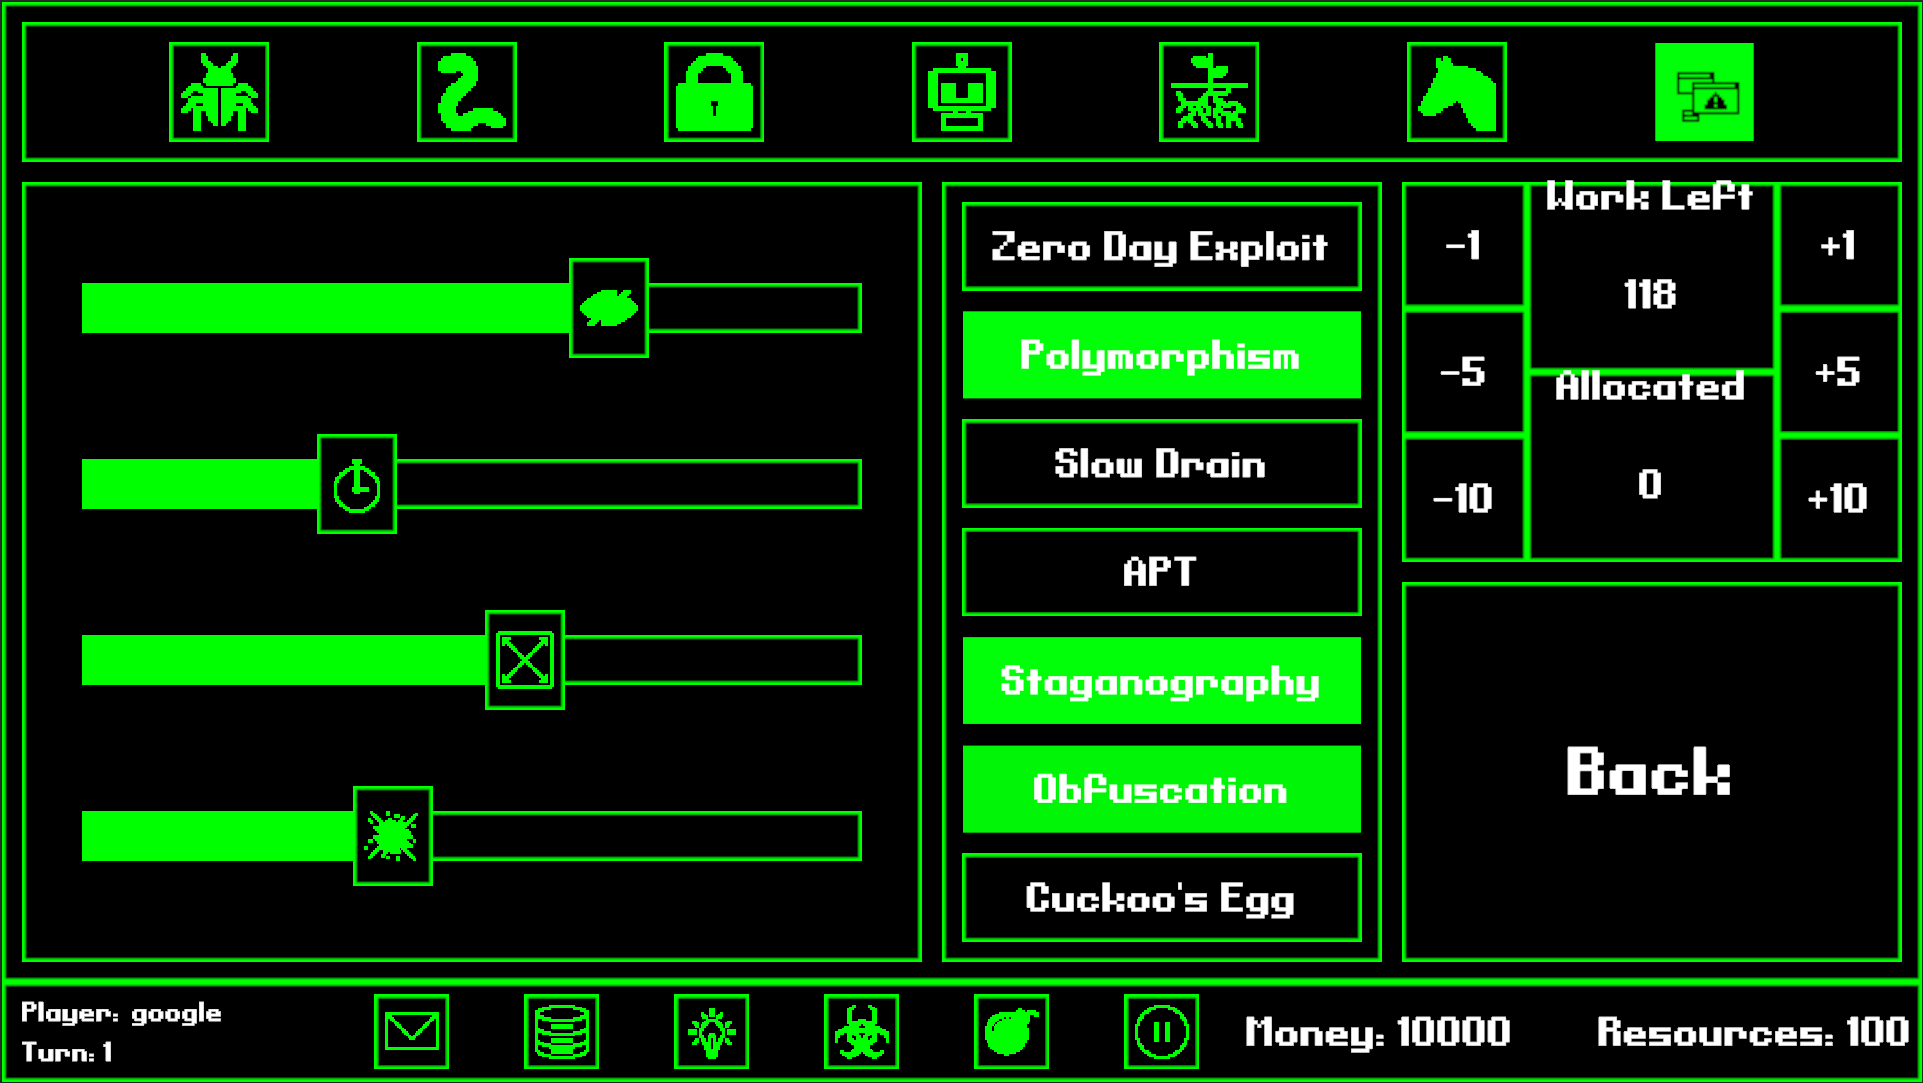 Zero Day Exploit
Polymorphism
Slow Drain
APT
Staganography
Obfuscation
Cuckoo's Egg
Work Left
-1
118
+1
-5
Allocated
+5
-10
0
+10
Back
Player: google
Turn: 1
Money: 10000
Resources: 100